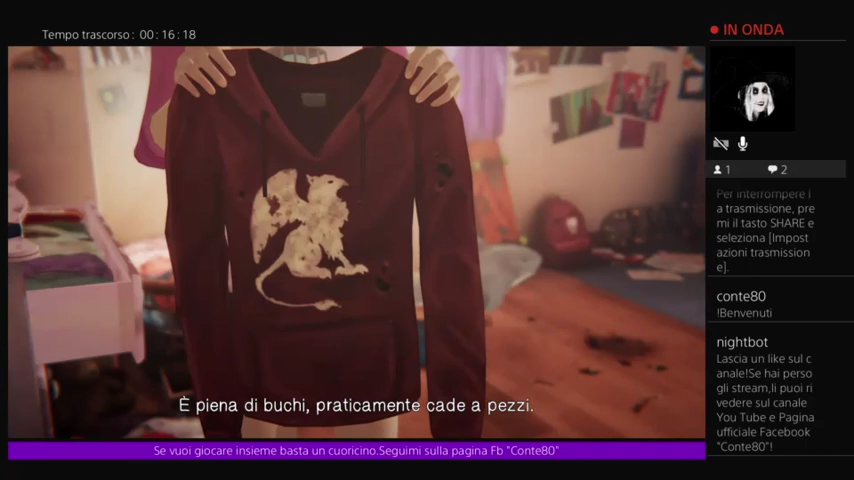 Tempo trascorso: 00:16:18
IN ONDA
1
2
Per interrompere l
a trasmissione, pre
mi il tasto SHARE e
seleziona [Impost
azioni trasmission
e].
conte80
!Benvenuti
nightbot
Lascia un like sul c
anale!Se hai perso
gli stream,li puoi ri
vedere sul canale
You Tube e Pagina
ufficiale Facebook
"Conte80"!
È piena di buchi, praticamente cade a pezzi.
Se vuoi giocare insieme basta un cuoricino.Seguimi sulla pagina Fb "Conte80"